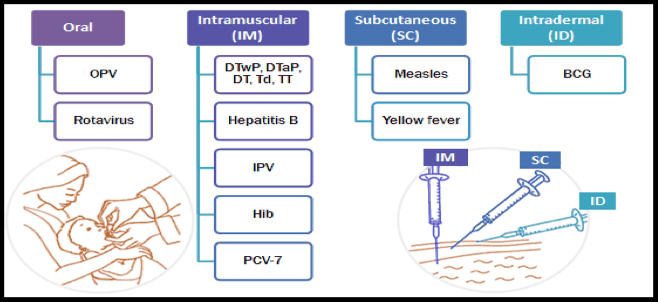 Oral
OPV
Rotavirus
Intramuscular
(IM)
DTwP, DTaP,
DT, Td, TT
Hepatitis B
IPV
Hib
PCV-7
Subcutaneous
(SC)
Measles
Yellow fever
Intradermal
(ID)
BCG
IM
SC
ID